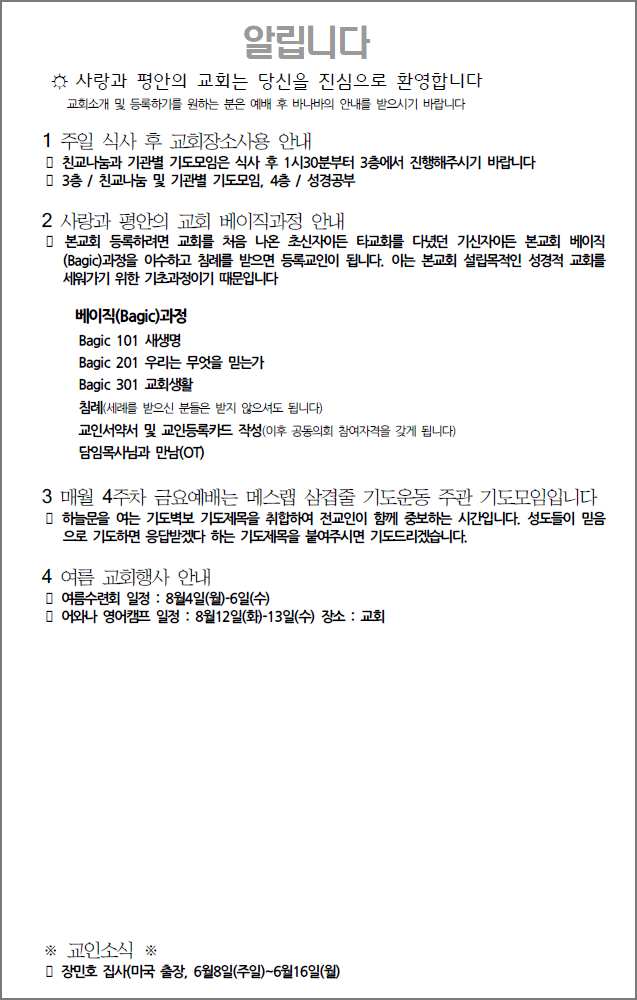 알립니다
☼ 사랑과 평안의 교회는 당신을 진심으로 환영합니다
교회소개 및 등록하기를 원하는 분은 예배 후 바나바의 안내를 받으시기 바랍니다
1 주일 식사 후 교회장소사용 안내
▯ 친교나눔과 기관별 기도모임은 식사 후 1시30분부터 3층에서 진행해주시기 바랍니다
▯ 3층 / 친교나눔 및 기관별 기도모임, 4층 / 성경공부
2 사랑과 평안의 교회 베이직과정 안내
▯ 본교회 등록하려면 교회를 처음 나온 초신자이든 타교회를 다녔던 기신자이든 본교회 베이직
(Bagic)과정을 이수하고 침례를 받으면 등록교인이 됩니다. 이는 본교회 설립목적인 성경적 교회를
세워가기 위한 기초과정이기 때문입니다
베이직(Bagic)과정
Bagic 101 새생명
Bagic 201 우리는 무엇을 믿는가
Bagic 301 교회생활
침례(세례를 받으신 분들은 받지 않으셔도 됩니다)
교인서약서 및 교인등록카드 작성(이후 공동의회 참여자격을 갖게 됩니다)
담임목사님과 만남(OT)
3 매월 4주차 금요예배는 메스랩 삼겹줄 기도운동 주관 기도모임입니다
▯ 하늘문을 여는 기도벽보 기도제목을 취합하여 전교인이 함께 중보하는 시간입니다. 성도들이 믿음
으로 기도하면 응답받겠다 하는 기도제목을 붙여주시면 기도드리겠습니다.
4 여름 교회행사 안내
▯ 여름수련회 일정 : 8월4일(월)-6일(수)
▯ 어와나 영어캠프 일정 : 8월12일(화)-13일(수) 장소 : 교회
※ 교인소식 ※
▯ 장민호 집사(미국 출장, 6월8일(주일)~6월16일(월)